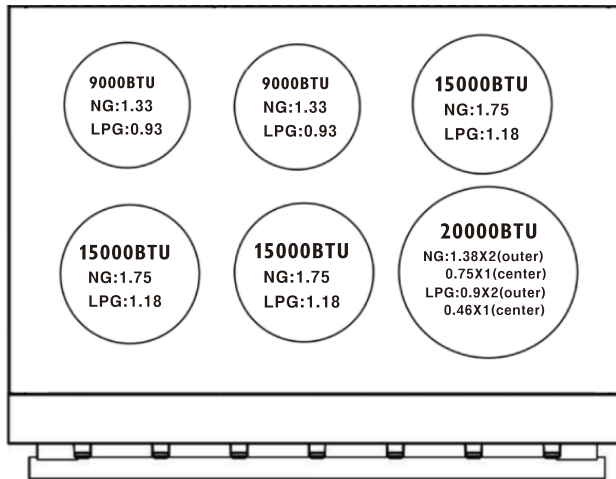 9000BTU
NG:1.33
LPG:0.93
9000BTU
NG:1.33
LPG:0.93
15000BTU
NG:1.75
LPG:1.18
15000BTU
NG:1.75
LPG:1.18
15000BTU
NG:1.75
LPG:1.18
20000BTU
NG:1.38X2(outer)
0.75X1(center)
LPG:0.9X2(outer)
0.46X1(center)